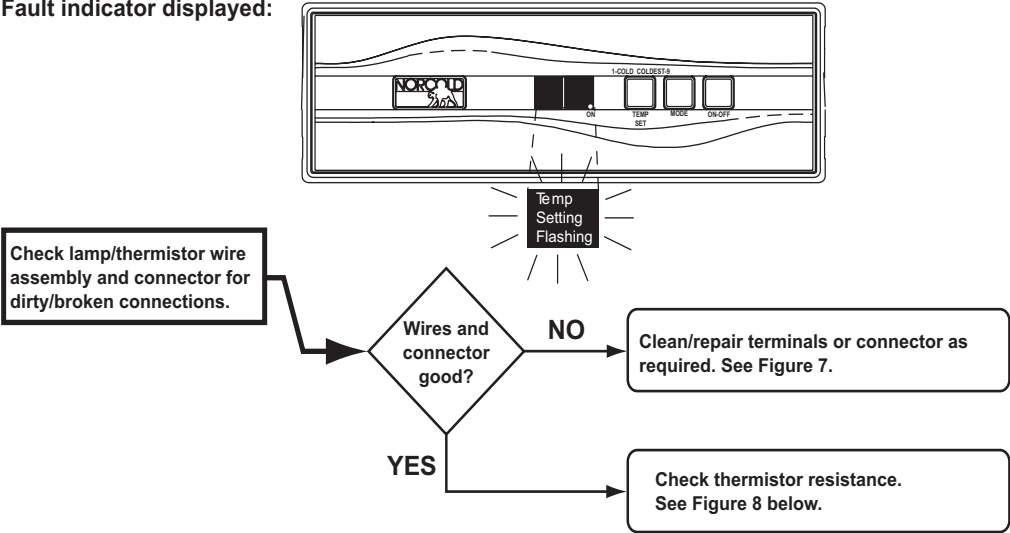 Fault indicator displayed:
1-COLD COLDEST-9
NORCOLD
ON
TEMP
SET
MODE
ON-OFF
Temp
Setting
Flashing
Check lamp/thermistor wire
assembly and connector for
dirty/broken connections.
Wires and
connector
good?
NO
Clean/repair terminals or connector as
required. See Figure 7.
YES
Check thermistor resistance.
See Figure 8 below.